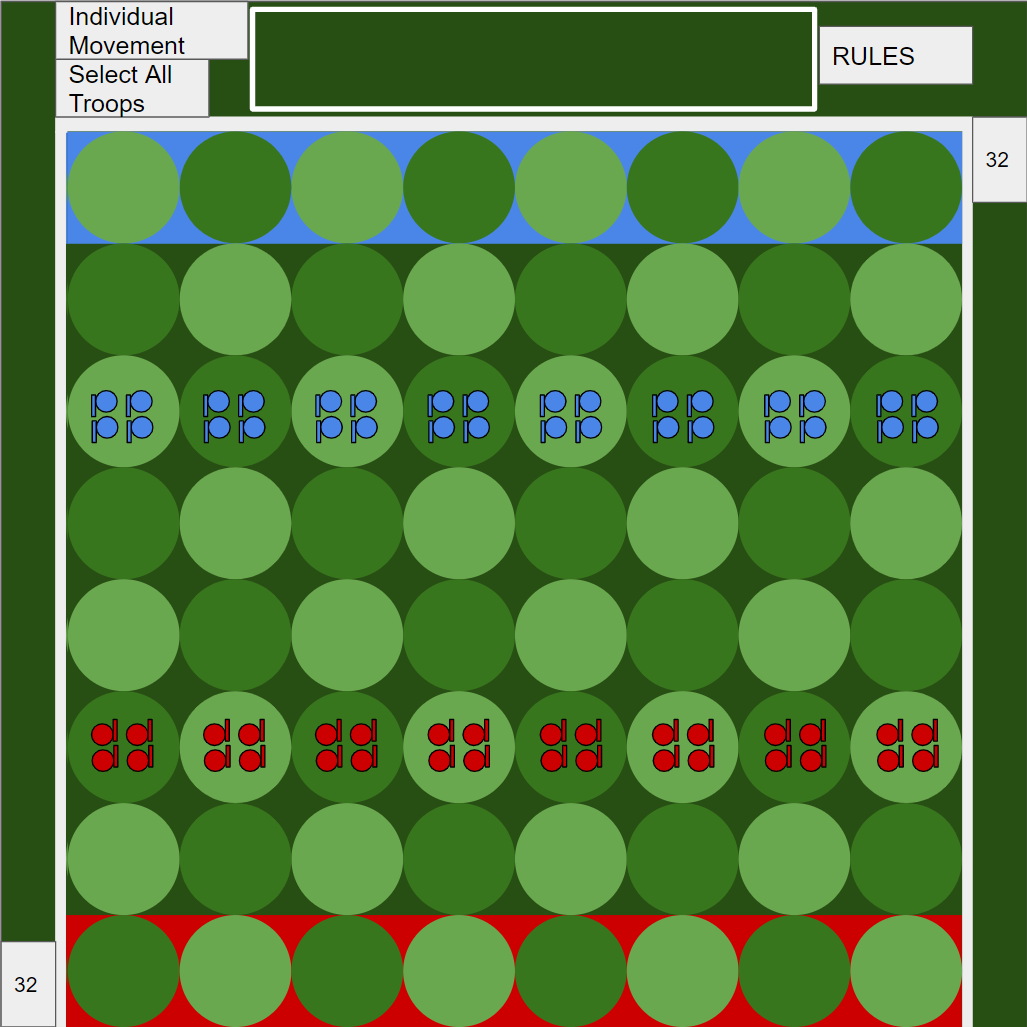 Individual
Movement
Select All
Troops
RULES
32
32